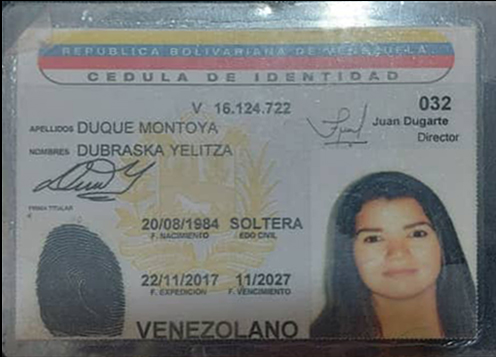 REPUBLICA BOLIVARIANA DE VENEZUELA
CEDULA DE IDENTIDAD
V 16.124.722
032
Juan Dugarte
Director
APELLIDOS DUQUE MONTOYA
NOMBRES DUBRASKA YELITZA
FIRMA TITULAR
20/08/1984 SOLTERA
F. NACIMIENTO EDO CIVIL
22/11/2017 11/2027
F. EXPEDICIÓN F. VENCIMIENTO
VENEZOLANO